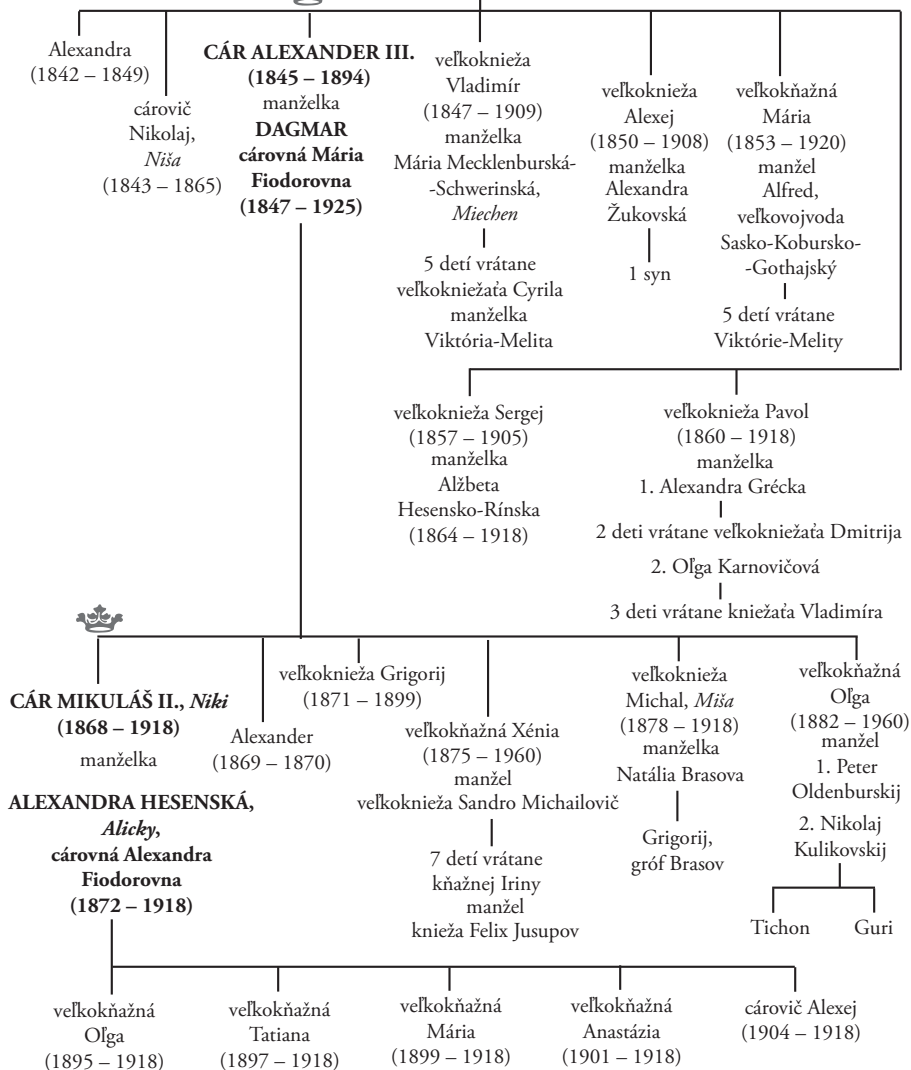 Alexandra
(1842 – 1849)
cárovič
Nikolaj,
Niša
(1843 – 1865)
CÁR ALEXANDER III.
(1845 – 1894)
manželka
DAGMAR
cárovná Mária
Fiodorovna
(1847 – 1925)
veľkoknieža
Vladimír
(1847 – 1909)
manželka
Mária Mecklenburská-
-Schwerinská,
Miechen
5 detí vrátane
veľkokniežaťa Cyrila
manželka
Viktória-Melita
veľkoknieža
Alexej
(1850 – 1908)
manželka
Alexandra
Žukovská
1 syn
veľkokňažná
Mária
(1853 – 1920)
manžel
Alfred,
veľkovojvoda
Sasko-Kobursko-
-Gothajský
5 detí vrátane
Viktórie-Melity
veľkoknieža Sergej
(1857 – 1905)
manželka
Alžbeta
Hesensko-Rínska
(1864 – 1918)
veľkoknieža Pavol
(1860 – 1918)
manželka
1. Alexandra Grécka
2 deti vrátane veľkokniežaťa Dmitrija
2. Oľga Karnovičová
3 deti vrátane kniežaťa Vladimíra
CÁR MIKULÁŠ II., Niki
(1868 – 1918)
manželka
ALEXANDRA HESENSKÁ,
Alicky,
cárovná Alexandra
Fiodorovna
(1872 – 1918)
Alexander
(1869 – 1870)
veľkoknieža Grigorij
(1871 – 1899)
veľkokňažná Xénia
(1875 – 1960)
manžel
veľkoknieža Sandro Michailovič
7 detí vrátane
kňažnej Iriny
manžel
knieža Felix Jusupov
veľkoknieža
Michal, Miša
(1878 – 1918)
manželka
Natália Brasova
Grigorij,
gróf Brasov
veľkokňažná
Oľga
(1882 – 1960)
manžel
1. Peter
Oldenburskij
2. Nikolaj
Kulikovskij
Tichon
Guri
veľkokňažná
Oľga
(1895 – 1918)
veľkokňažná
Tatiana
(1897 – 1918)
veľkokňažná
Mária
(1899 – 1918)
veľkokňažná
Anastázia
(1901 – 1918)
cárovič Alexej
(1904 – 1918)